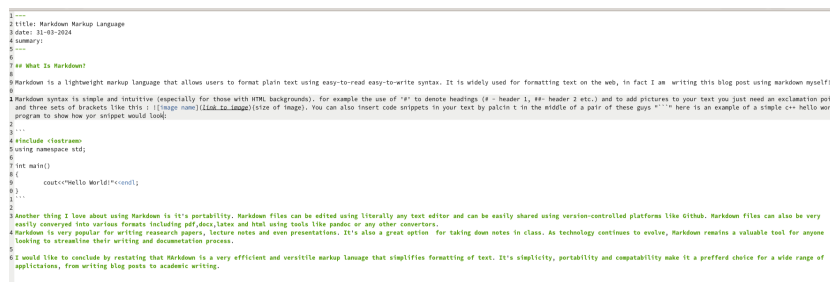 1 ---
2 title: Markdown Markup Language
3 date: 31-03-2024
4 summary:
5 ---
6
7 ## What Is Markdown?
8
9 Markdown is a lightweight markup language that allows users to format plain text using easy-to-read easy-to-write syntax. It is widely used for formatting text on the web, in fact I am  writing this blog post using markdown myself!
0
1 Markdown syntax is simple and intuitive (especially for those with HTML backgrounds). for example the use of "#" to denote headings (# - header 1, ##- header 2 etc.) and to add pictures to your text you just need an exclamation poi
and three sets of brackets like this : ![image name](link to image){size of image}. You can also insert code snippets in your text by palcin t in the middle of a pair of these guys "```" here is an example of a simple c++ hello wor
program to show how yor snippet would look:
2
3 ```
4 #include <iostraem>
5 using namespace std;
6
7 int main()
8 {
9 cout<<"Hello World!"<<endl;
0 }
1 ```
2
3 Another thing I love about using Markdown is it's portability. Markdown files can be edited using literally any text editor and can be easily shared using version-controlled platforms like Github. Markdown files can also be very
easily converyed into various formats including pdf,docx,latex and html using tools like pandoc or any other convertors.
4 Markdown is very popular for writing reasearch papers, lecture notes and even presentations. It's also a great option  for taking down notes in class. As technology continues to evolve, Markdown remains a valuable tool for anyone
looking to streamline their writing and documnetation process.
5
6 I would like to conclude by restating that MArkdown is a very efficient and versitile markup lanuage that simplifies formatting of text. It's simplicity, portability and compatability make it a prefferd choice for a wide range of
applictaions, from writing blog posts to academic writing.